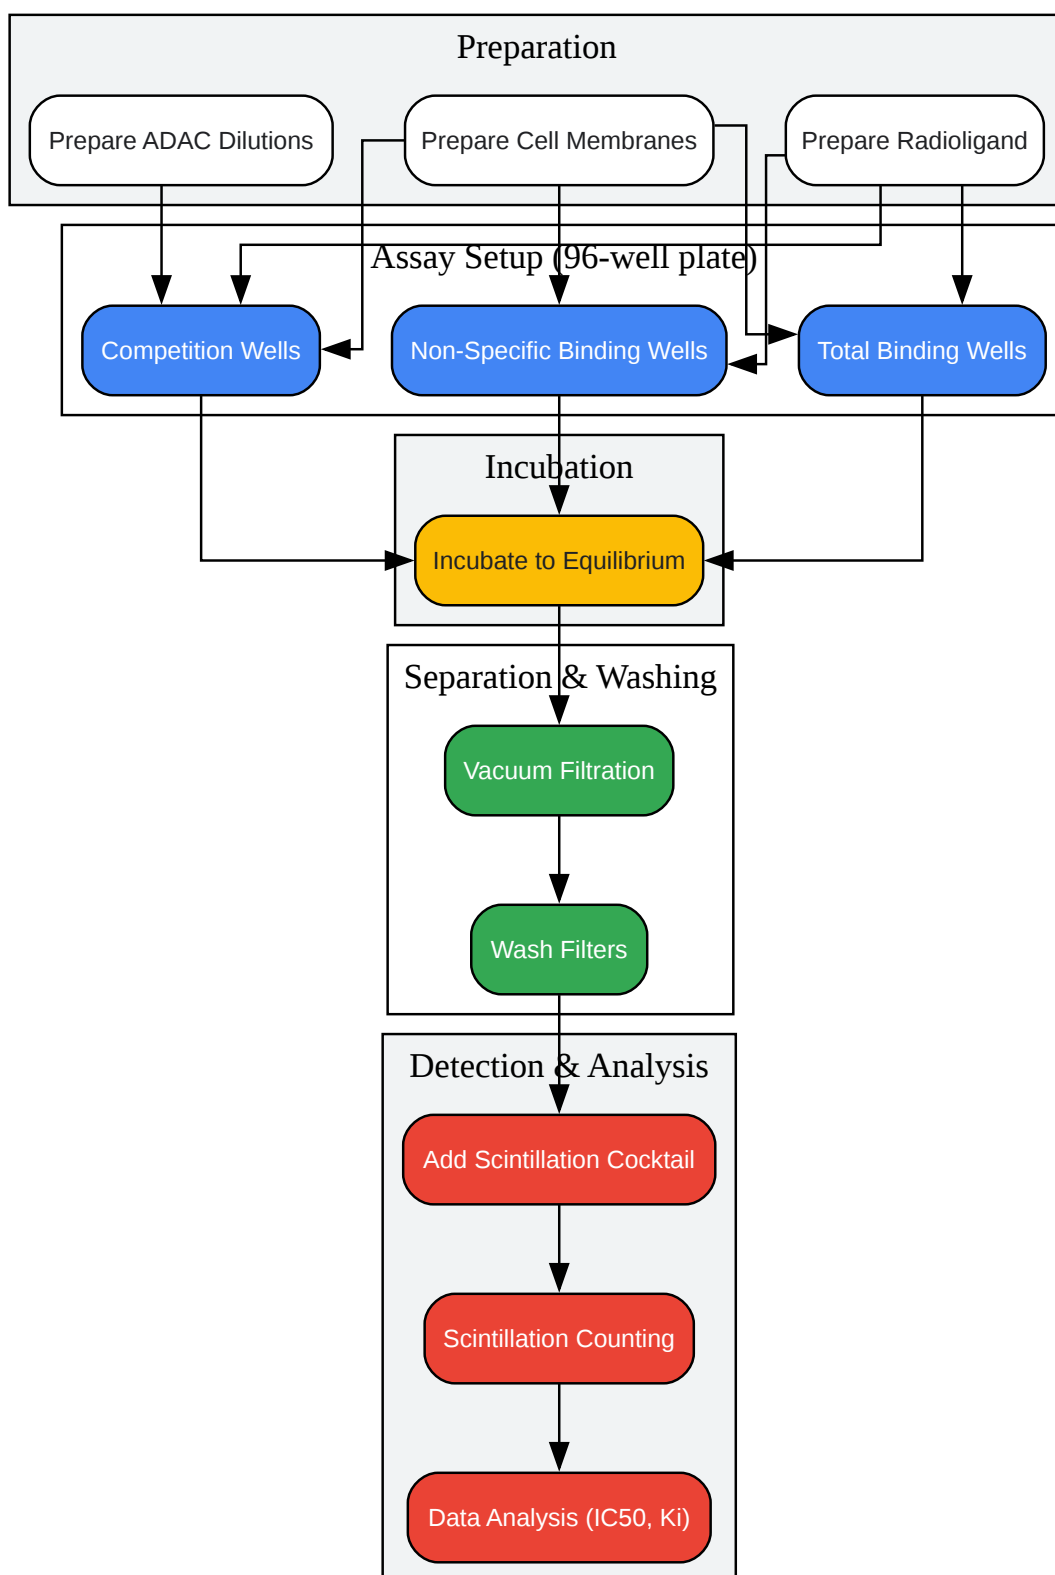 Preparation
Prepare ADAC Dilutions
Prepare Cell Membranes
Prepare Radioligand
Assay Setup (96-well plate)
Competition Wells
Non-Specific Binding Wells
Total Binding Wells
Incubation
Incubate to Equilibrium
Separation & Washing
Vacuum Filtration
Wash Filters
Detection & Analysis
Add Scintillation Cocktail
Scintillation Counting
Data Analysis (IC50, Ki)